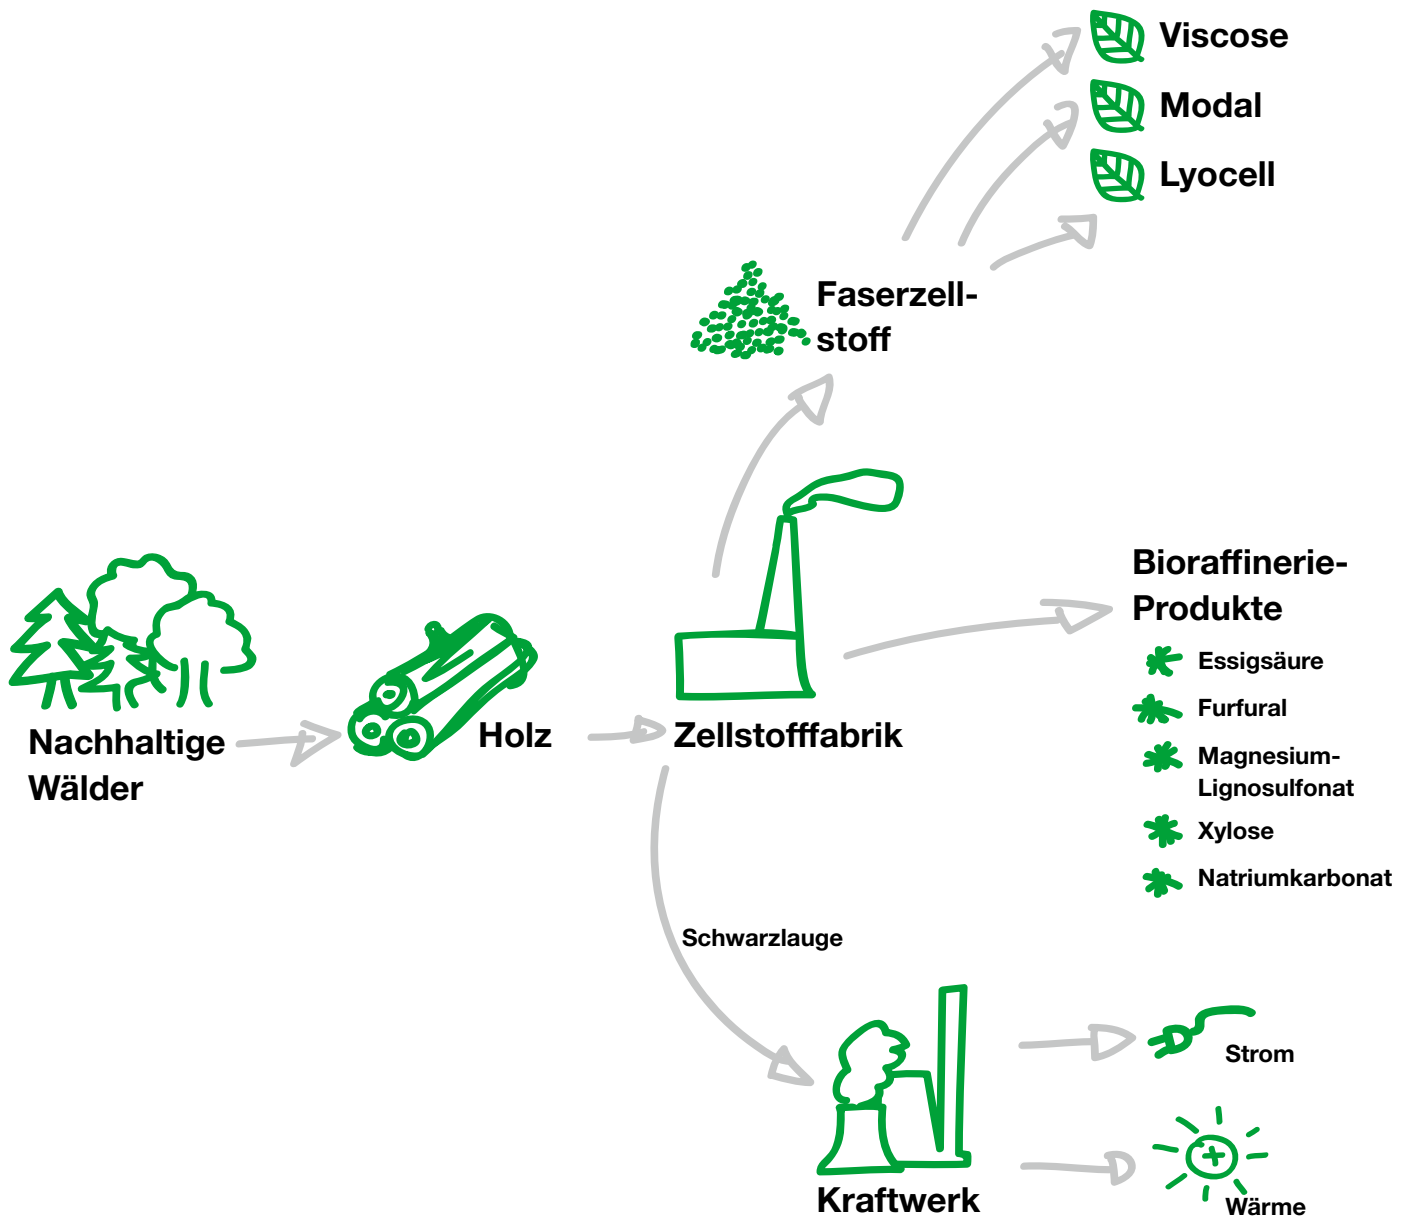 Viscose
Modal
Lyocell
Faserzell-
stoff
Bioraffinerie-
Produkte
Essigsäure
Furfural
Magnesium-
Lignosulfonat
Xylose
Natriumkarbonat
Nachhaltige
Wälder
Holz
Zellstofffabrik
Schwarzlauge
Kraftwerk
Strom
Wärme